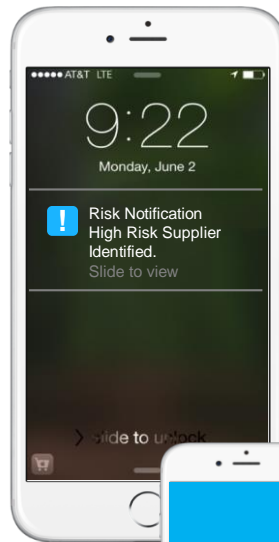 AT&T LTE
9:22
Monday, June 2
!
Risk Notification
High Risk Supplier
Identified.
Slide to view
slide to unlock